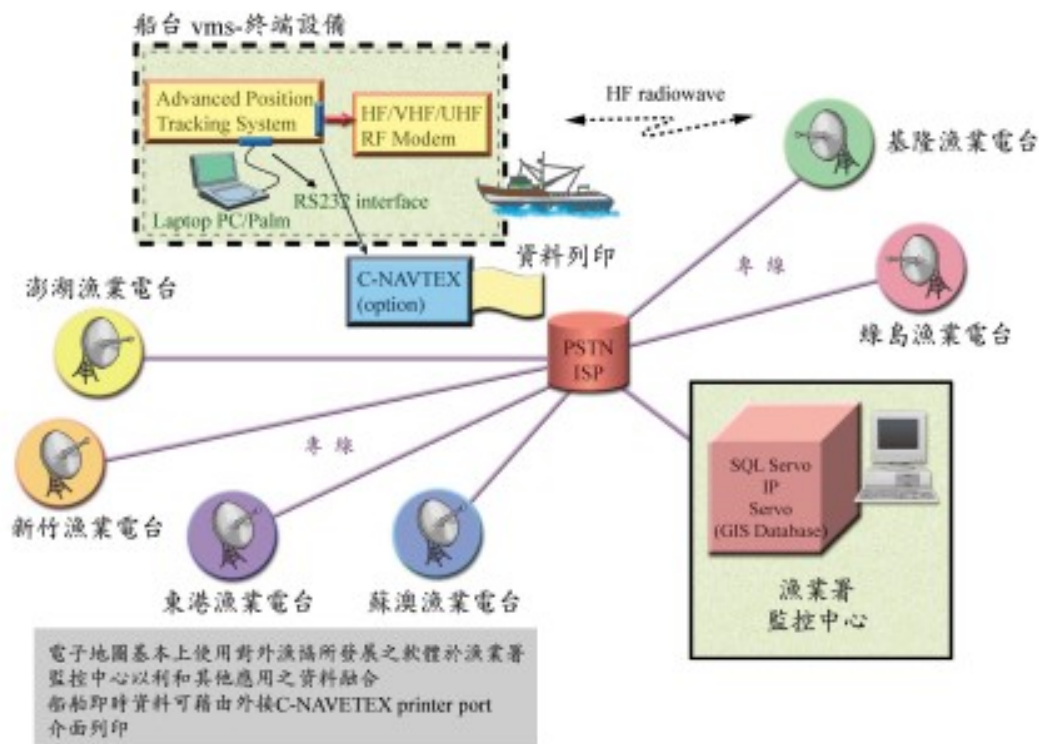 船台 vms-終端設備
Advanced Position
Tracking System
HF/VHF/UHF
RF Modem
HF radiowave
基隆漁業電台
RS232 interface
Laptop PC/Palm
資料列印
專線
澎湖漁業電台
C-NAVTEX
(option)
綠島漁業電台
PSTN
ISP
專線
SQL Servo
IP
Servo
(GIS Database)
新竹漁業電台
東港漁業電台
蘇澳漁業電台
漁業署
監控中心
電子地圖基本上使用對外漁協所發展之軟體於漁業署
監控中心以利和其他應用之資料融合
船舶即時資料可藉由外接C-NAVETEX printer port
介面列印